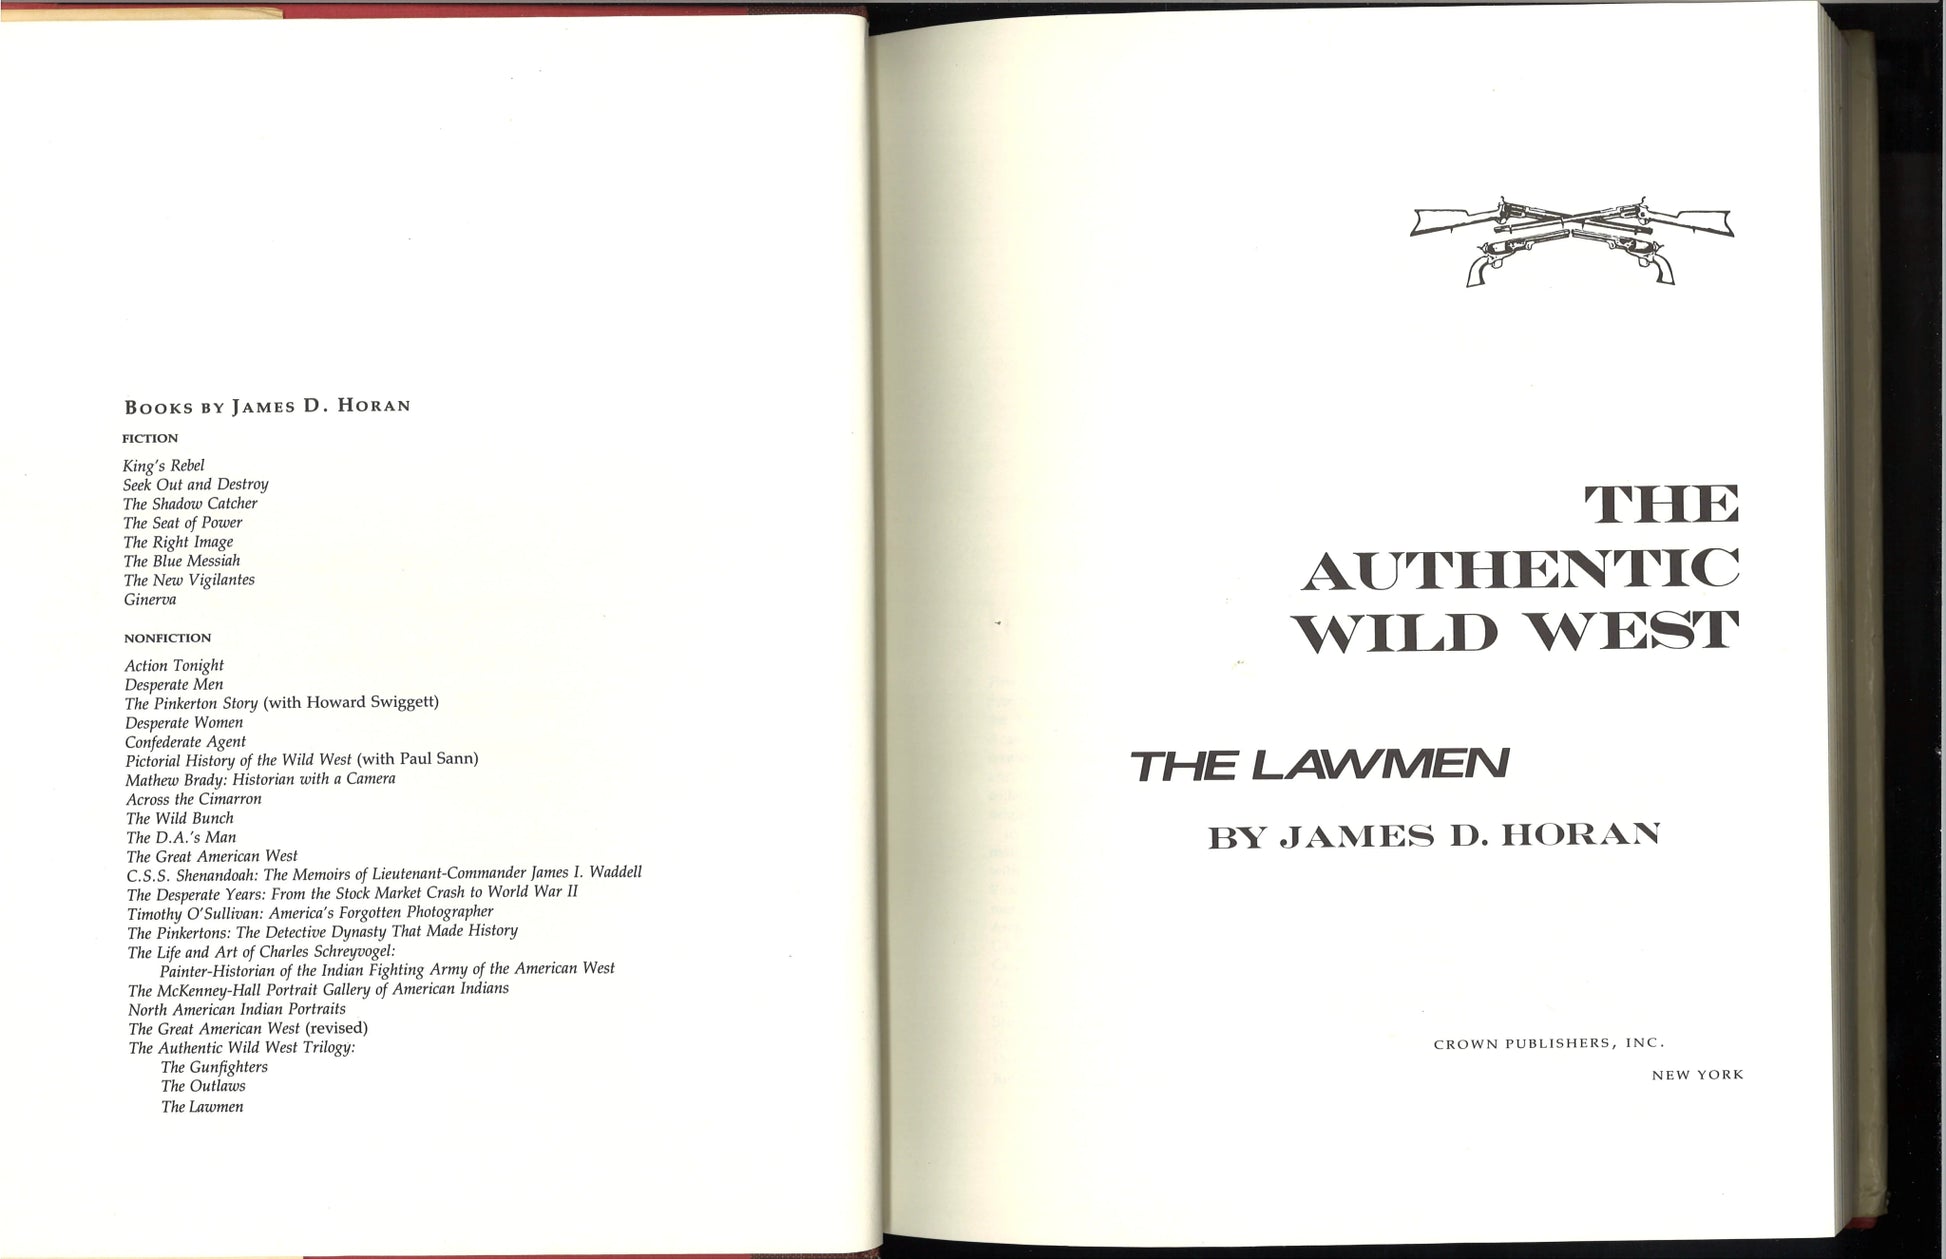 BOOKS BY JAMES D. HORAN
FICTION
King's Rebel
Seek Out and Destroy
The Shadow Catcher
The Seat of Power
The Right Image
The Blue Messiah
The New Vigilantes
Ginerva
NONFICTION
Action Tonight
Desperate Men
The Pinkerton Story (with Howard Swiggett)
Desperate Women
Confederate Agent
Pictorial History of the Wild West (with Paul Sann)
Mathew Brady: Historian with a Camera
Across the Cimarron
The Wild Bunch
The D.A.'s Man
The Great American West
C.S.S. Shenandoah: The Memoirs of Lieutenant-Commander James I. Waddell
The Desperate Years: From the Stock Market Crash to World War II
Timothy O'Sullivan: America's Forgotten Photographer
The Pinkertons: The Detective Dynasty That Made History
The Life and Art of Charles Schreyvogel:
Painter-Historian of the Indian Fighting Army of the American West
The McKenney-Hall Portrait Gallery of American Indians
North American Indian Portraits
The Great American West (revised)
The Authentic Wild West Trilogy:
The Gunfighters
The Outlaws
The Lawmen
THE
AUTHENTIC
WILD WEST
THE LAWMEN
BY JAMES D. HORAN
CROWN PUBLISHERS, INC.
NEW YORK